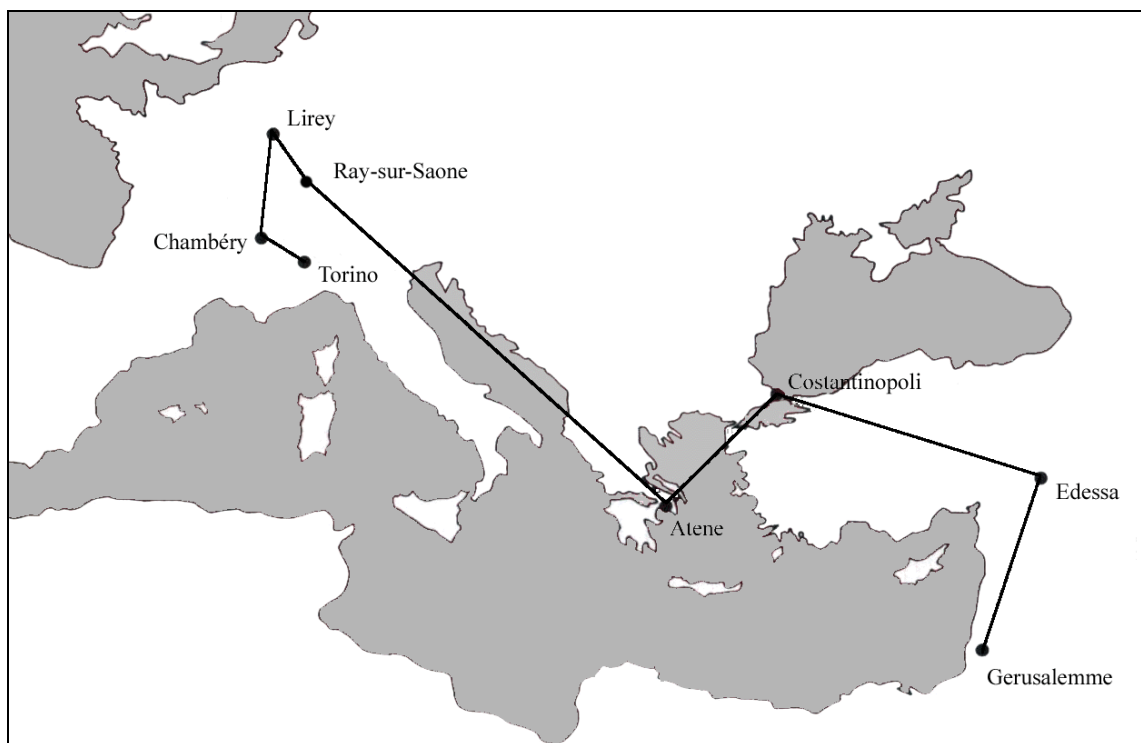 Lirey
Ray-sur-Saone
Chambéry
Torino
Costantinopoli
Edessa
Atene
Gerusalemme